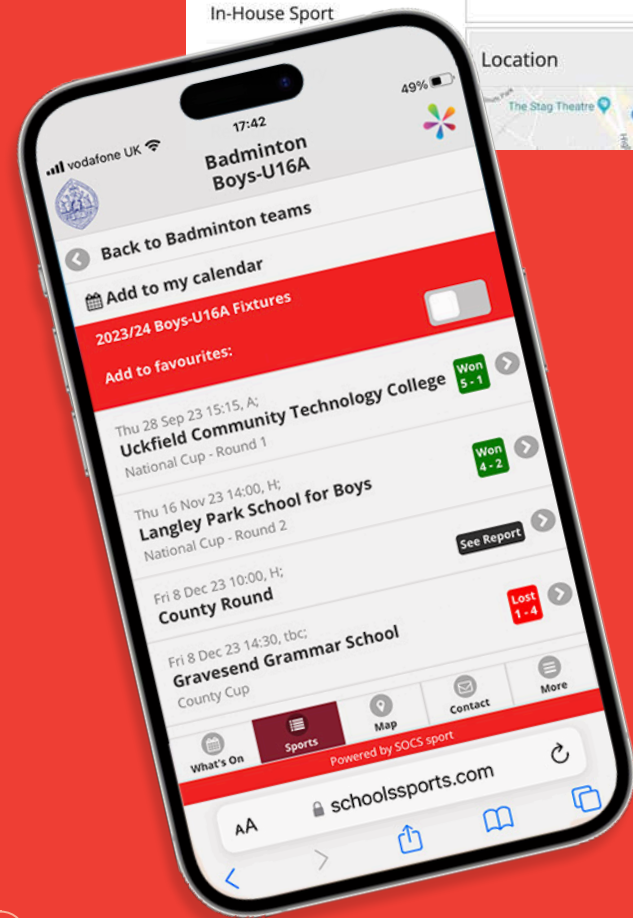 In-House Sport
Location
The Stag Theatre
vodafone UK
17:42
49%
Badminton
Boys-U16A
Back to Badminton teams
Add to my calendar
2023/24 Boys-U16A Fixtures
Add to favourites:
Thu 28 Sep 23 15:15, A;
Uckfield Community Technology College
National Cup - Round 1
Won
5 - 1
Thu 16 Nov 23 14:00, H;
Langley Park School for Boys
National Cup - Round 2
Won
4 - 2
Fri 8 Dec 23 10:00, H;
County Round
See Report
Fri 8 Dec 23 14:30, tbc;
Gravesend Grammar School
County Cup
Lost
1 - 4
What's On
Sports
Map
Contact
More
Powered by SOCS sport
AA
schoolssports.com